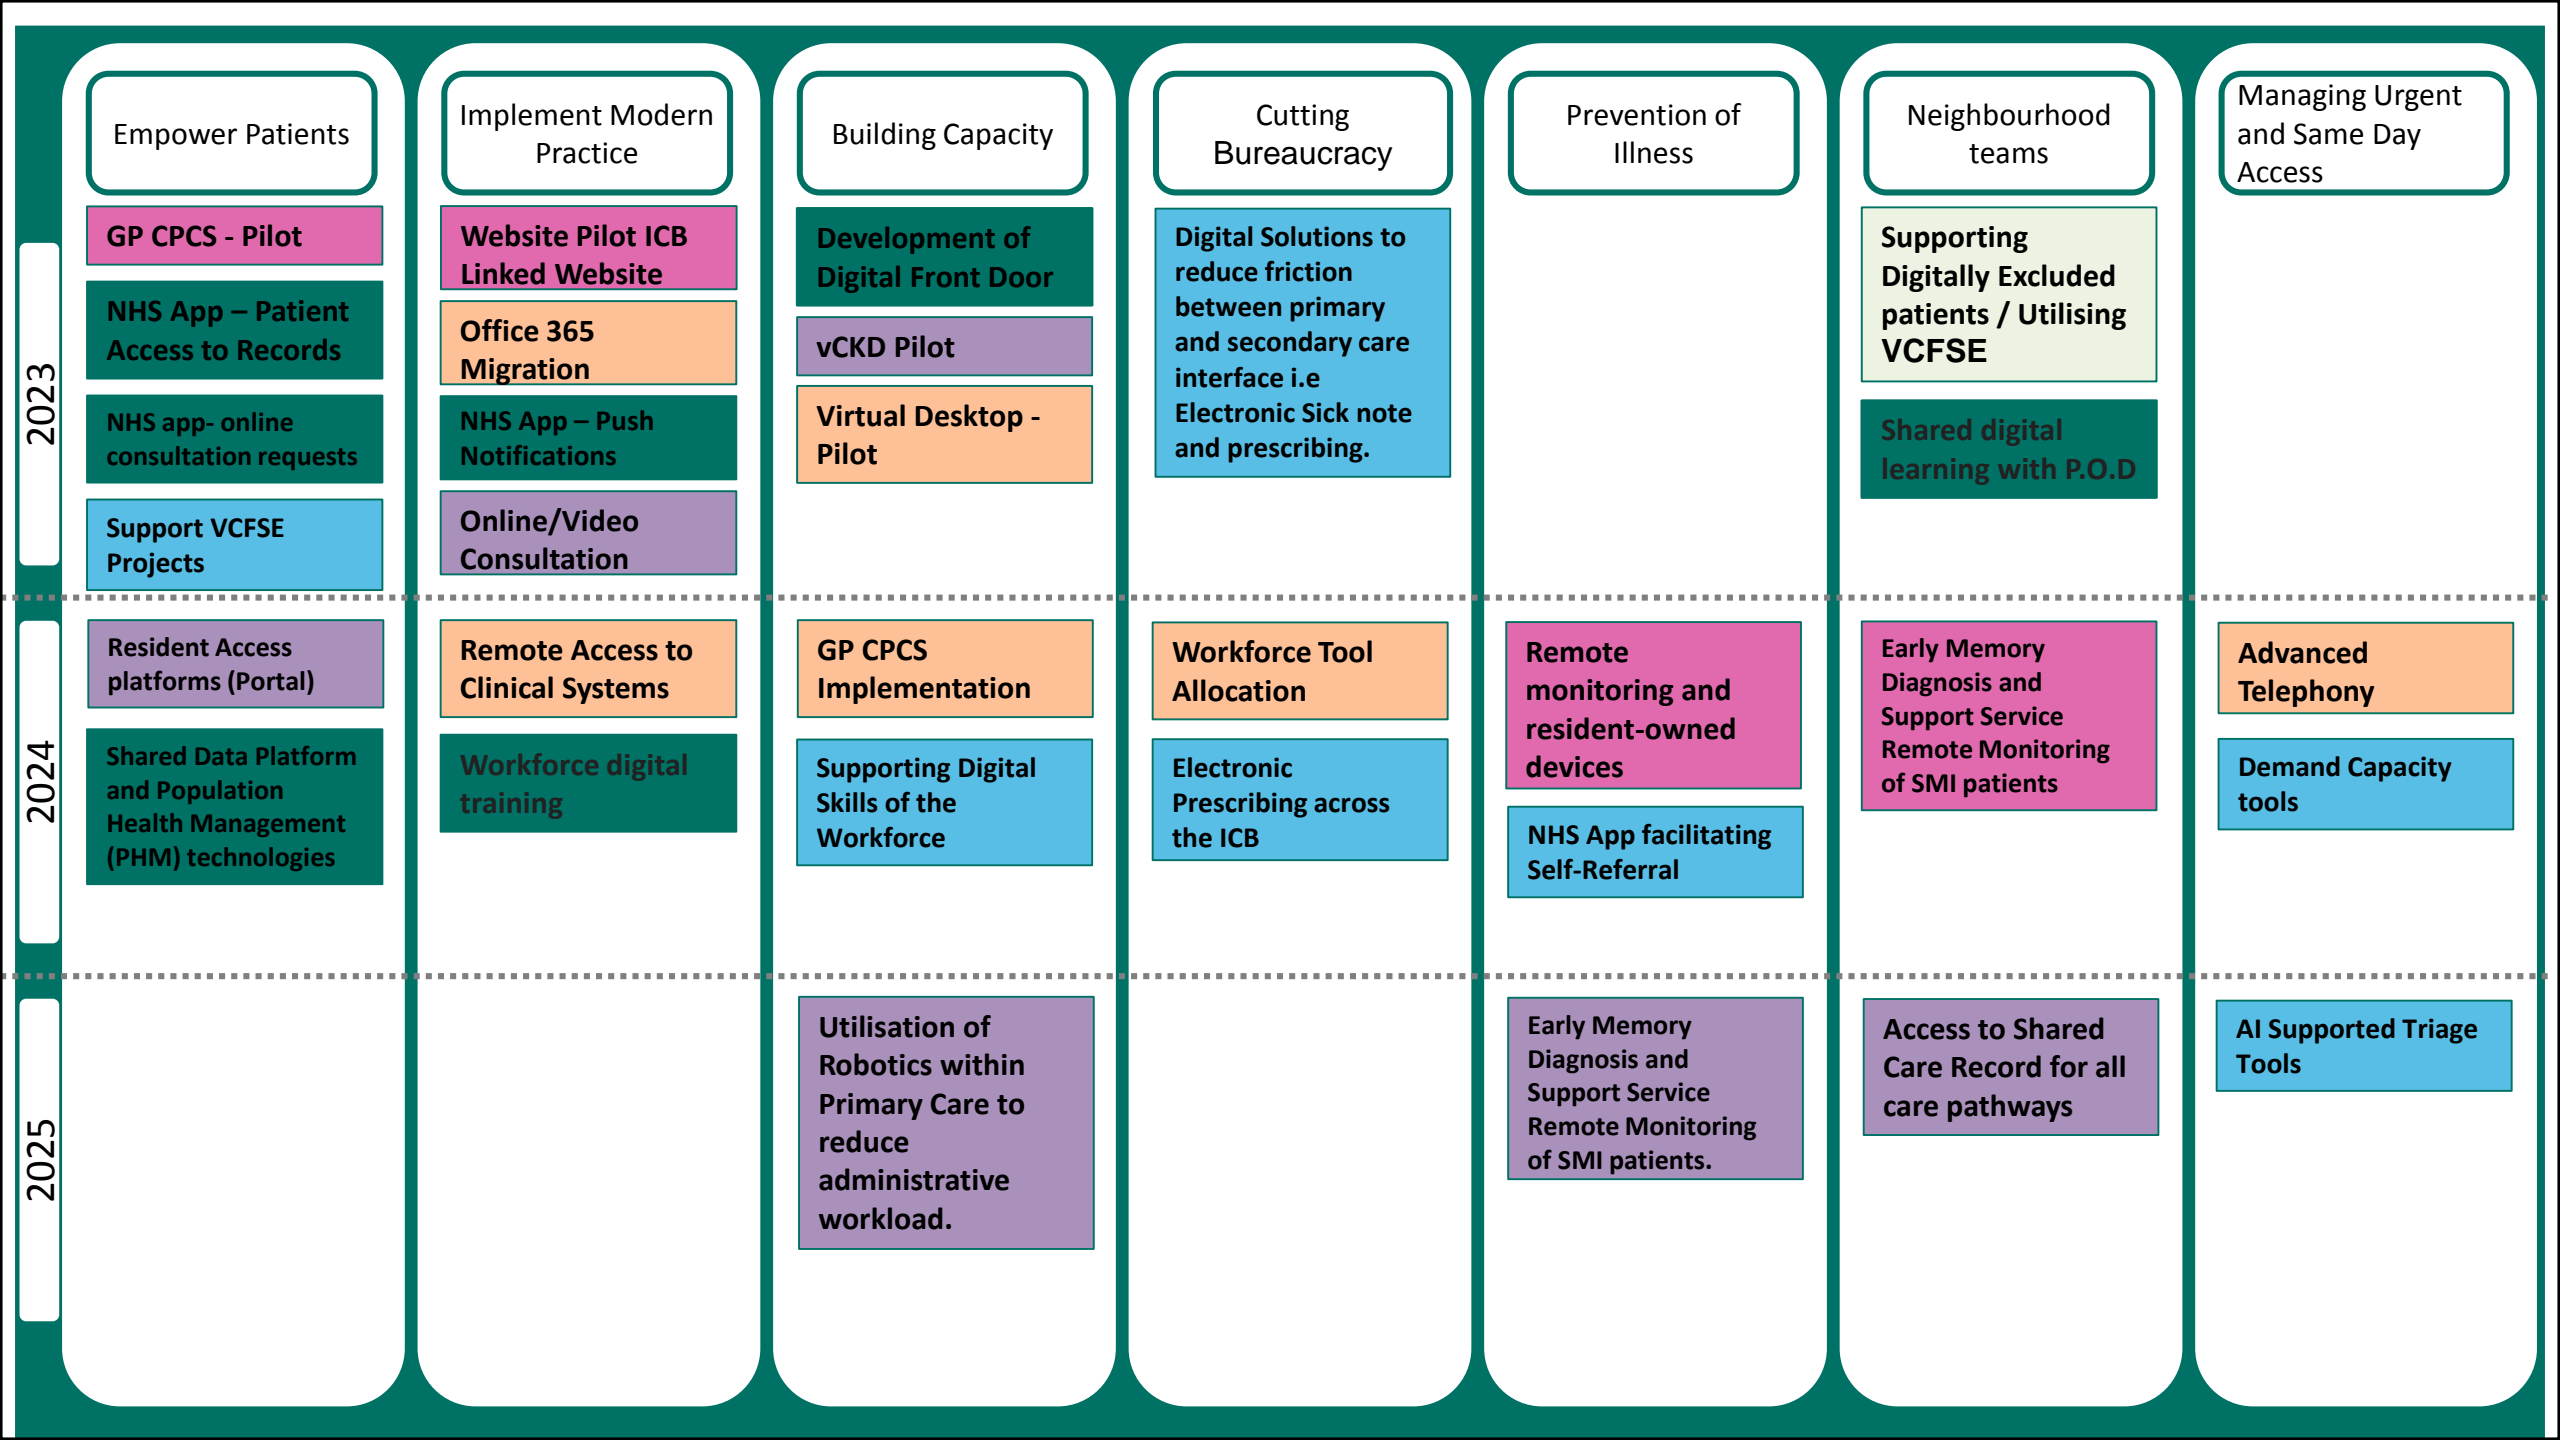 Empower Patients
Implement Modern
Practice
Building Capacity
Cutting
Bureaucracy
Prevention of
Illness
Neighbourhood
teams
Managing Urgent
and Same Day
Access
2023
GP CPCS - Pilot
NHS App – Patient
Access to Records
NHS app- online
consultation requests
Support VCFSE
Projects
Website Pilot ICB
Linked Website
Office 365
Migration
NHS App – Push
Notifications
Online/Video
Consultation
Development of
Digital Front Door
vCKD Pilot
Virtual Desktop -
Pilot
Digital Solutions to
reduce friction
between primary
and secondary care
interface i.e
Electronic Sick note
and prescribing.
Supporting
Digitally Excluded
patients / Utilising
VCFSE
Shared digital
learning with P.O.D
2024
Resident Access
platforms (Portal)
Shared Data Platform
and Population
Health Management
(PHM) technologies
Remote Access to
Clinical Systems
Workforce digital
training
GP CPCS
Implementation
Supporting Digital
Skills of the
Workforce
Workforce Tool
Allocation
Electronic
Prescribing across
the ICB
Remote
monitoring and
resident-owned
devices
NHS App facilitating
Self-Referral
Early Memory
Diagnosis and
Support Service
Remote Monitoring
of SMI patients
Advanced
Telephony
Demand Capacity
tools
2025
Utilisation of
Robotics within
Primary Care to
reduce
administrative
workload.
Early Memory
Diagnosis and
Support Service
Remote Monitoring
of SMI patients.
Access to Shared
Care Record for all
care pathways
AI Supported Triage
Tools